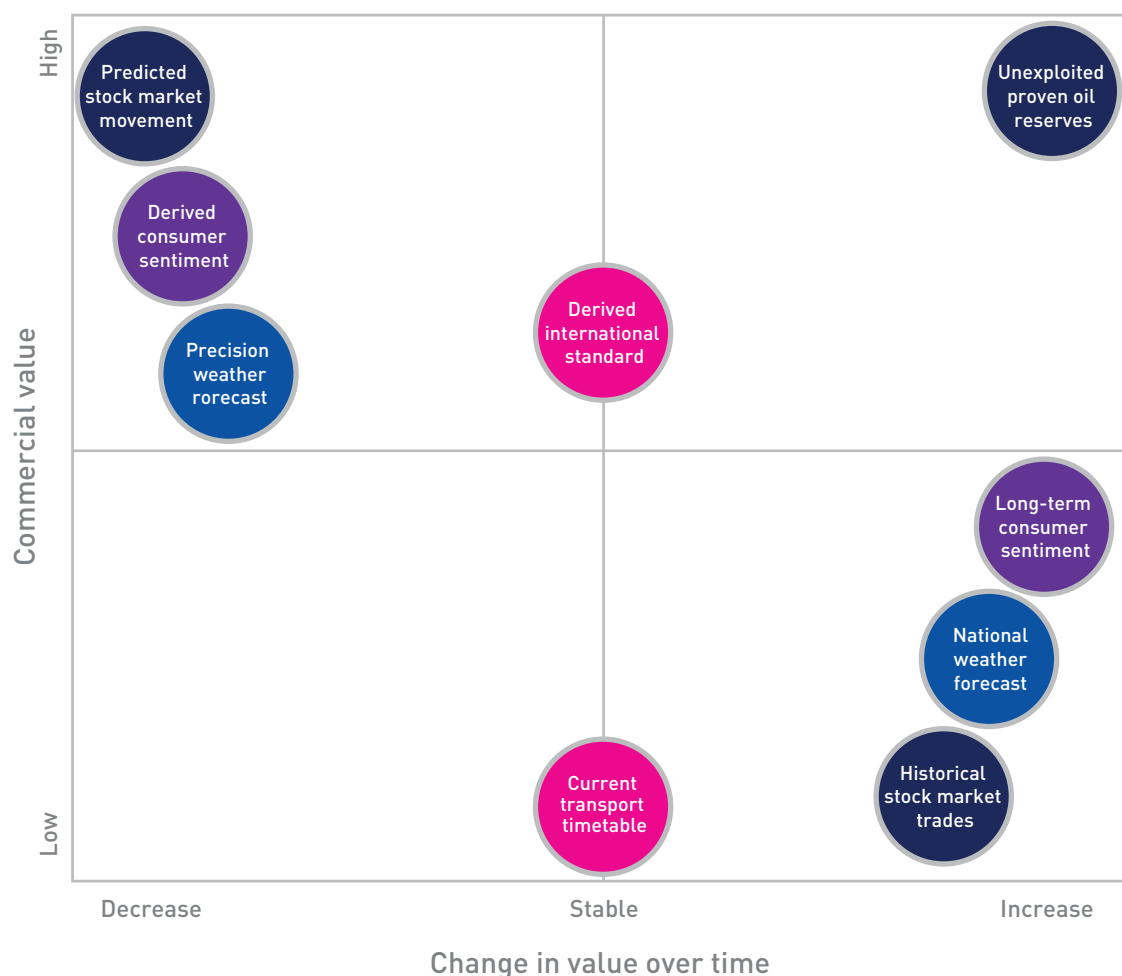 High
Predicted
stock market
movement
Unexploited
proven oil
reserves
Derived
consumer
sentiment
Derived
international
standard
Precision
weather
rorecast
Commercial value
Long-term
consumer
sentiment
National
weather
forecast
Historical
stock market
trades
Current
transport
timetable
Low
Decrease
Stable
Increase
Change in value over time